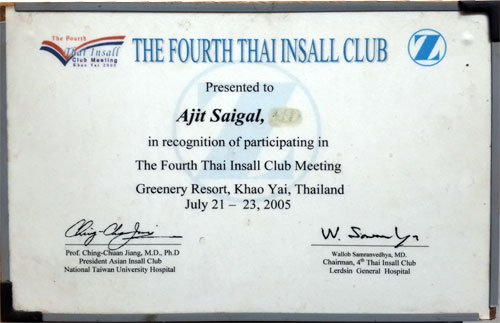 The Fourth
Thai Insall
Club Meeting
Khao Yai 2005
THE FOURTH THAI INSALL CLUB
Z
Presented to
Ajit Saigal,
in recognition of participating in
The Fourth Thai Insall Club Meeting
Greenery Resort, Khao Yai, Thailand
July 21 – 23, 2005
Prof. Ching-Chuan Jiang, M.D., Ph.D
President Asian Insall Club
National Taiwan University Hospital
Wallob Samranvedhya, MD.
Chairman, 4th Thai Insall Club
Lerdsin General Hospital